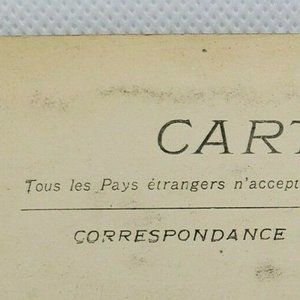 CART
Tous les Pays étrangers n'accept
CORRESPONDANCE